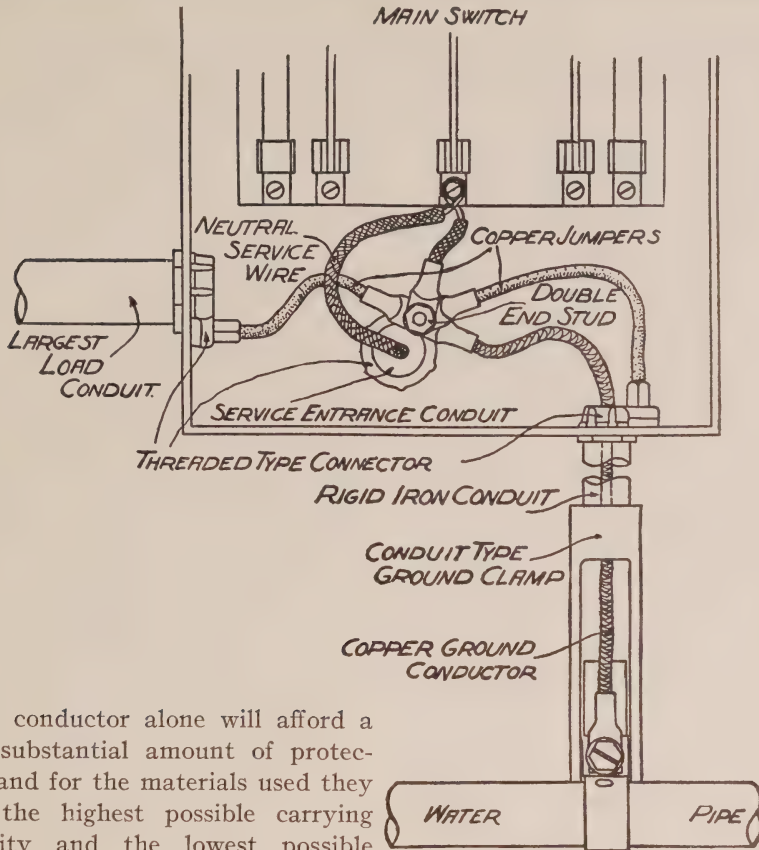 MAIN SWITCH
NEUTRAL
SERVICE
WIRE
COPPER JUMPERS
DOUBLE
END STUD
LARGEST
LOAD
CONDUIT.
SERVICE ENTRANCE CONDUIT
THREADED TYPE CONNECTOR
RIGID IRON CONDUIT
CONDUIT TYPE
GROUND CLAMP
COPPER GROUND
CONDUCTOR
conductor alone will afford a
substantial amount of protec-
and for the materials used they
the highest possible carrying
and the lowest possible
WATER PIPE